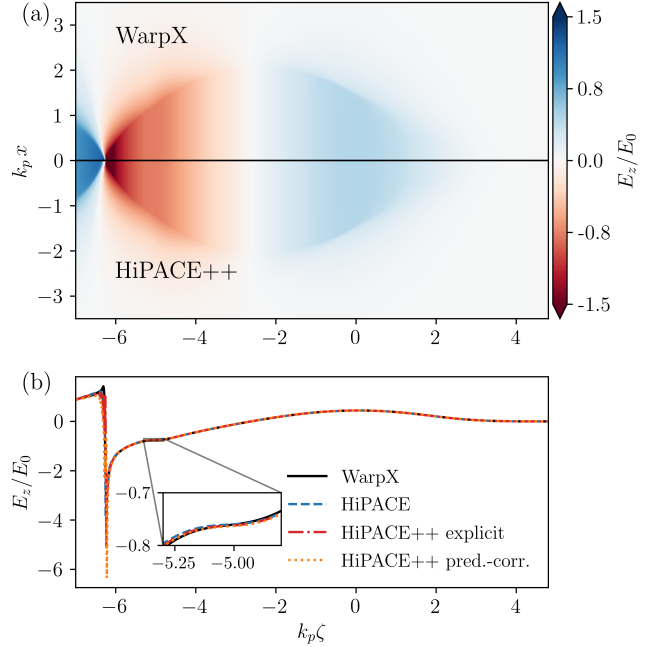 (a)
WarpX
HiPACE++
3
2
1
0
−1
−2
−3
k_p x
−6
−4
−2
0
2
4
1.5
0.8
0.0
-0.8
-1.5
E_z/E_0
(b)
0
−2
−4
−6
E_z/E_0
−0.7
−0.8
−5.25
−5.00
WarpX
HiPACE
HiPACE++ explicit
HiPACE++ pred.-corr.
−6
−4
−2
0
2
4
k_pζ